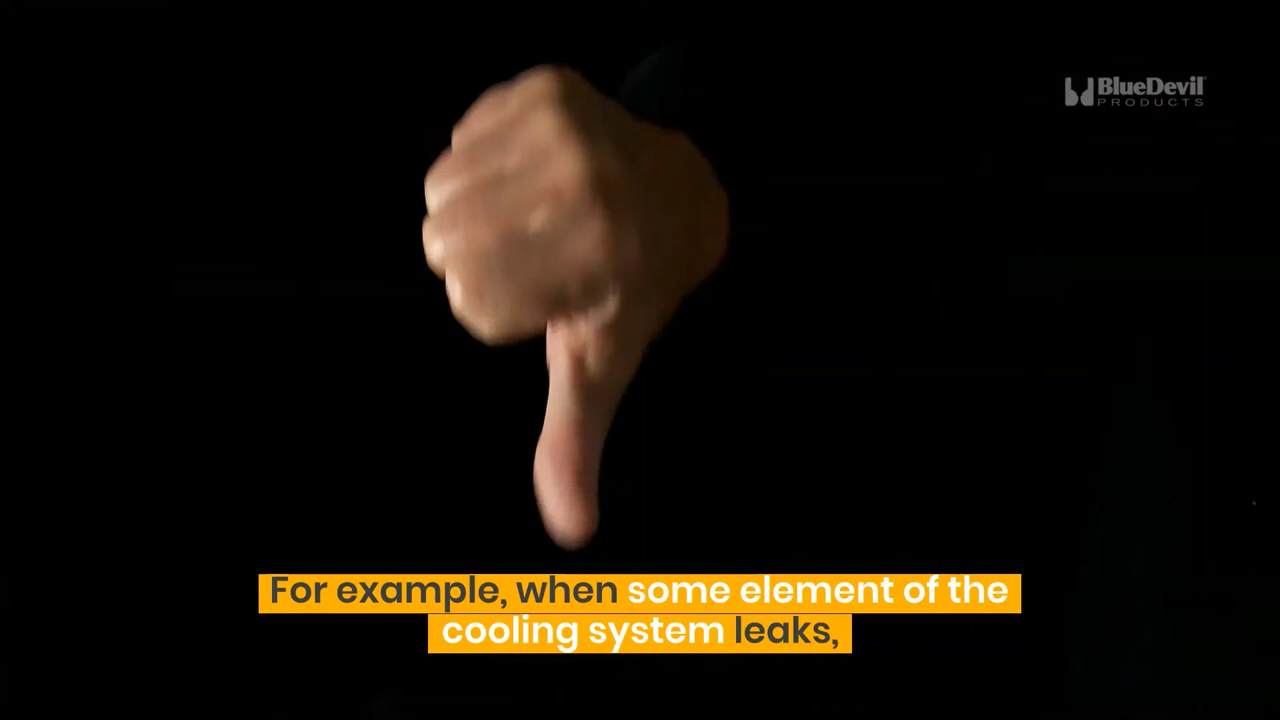 BlueDevil
PRODUCTS
For example, when some element of the
cooling system leaks,